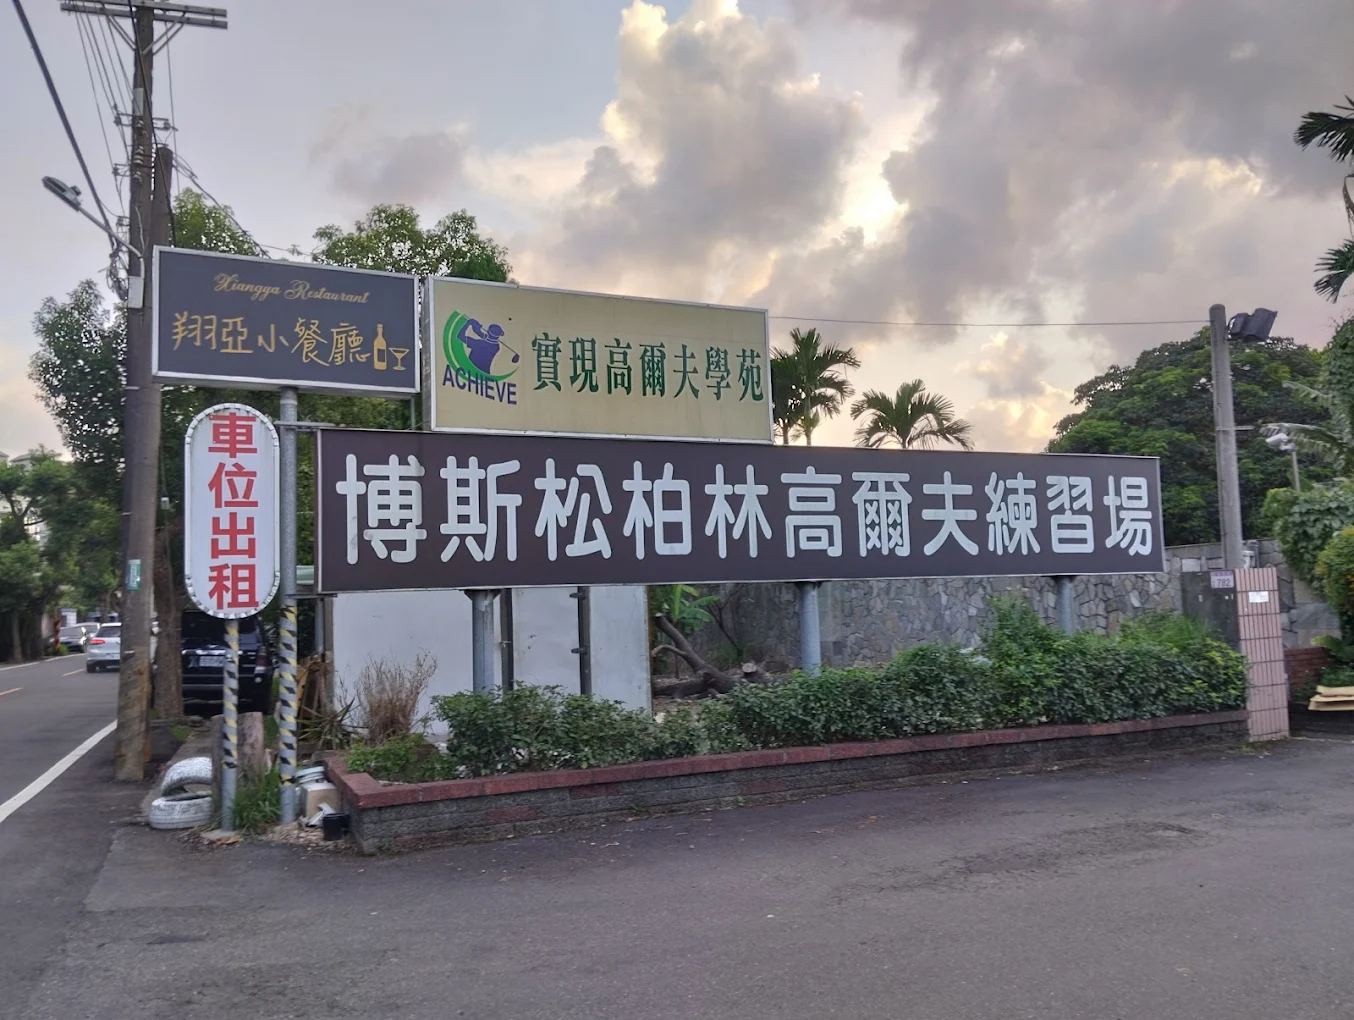 Xiangya Restaurant
翔亞小餐廳
ACHIEVE
實現高爾夫學苑
車位出租
博斯松柏林高爾夫練習場
782